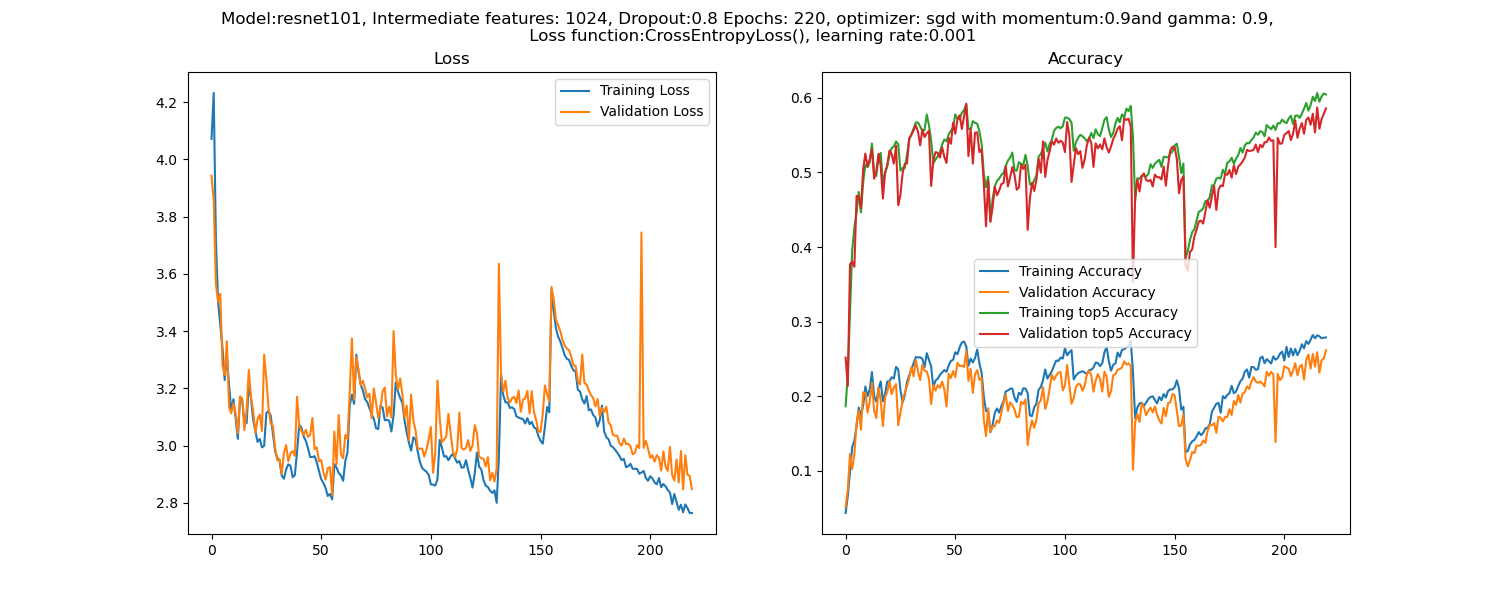 Model:resnet101, Intermediate features: 1024, Dropout:0.8 Epochs: 220, optimizer: sgd with momentum:0.9and gamma: 0.9,
Loss function:CrossEntropyLoss(), learning rate:0.001
Loss
Training Loss
Validation Loss
4.2
4.0
3.8
3.6
3.4
3.2
3.0
2.8
0 50 100 150 200
Accuracy
0.6
0.5
0.4
0.3
0.2
0.1
Training Accuracy
Validation Accuracy
Training top5 Accuracy
Validation top5 Accuracy
0 50 100 150 200